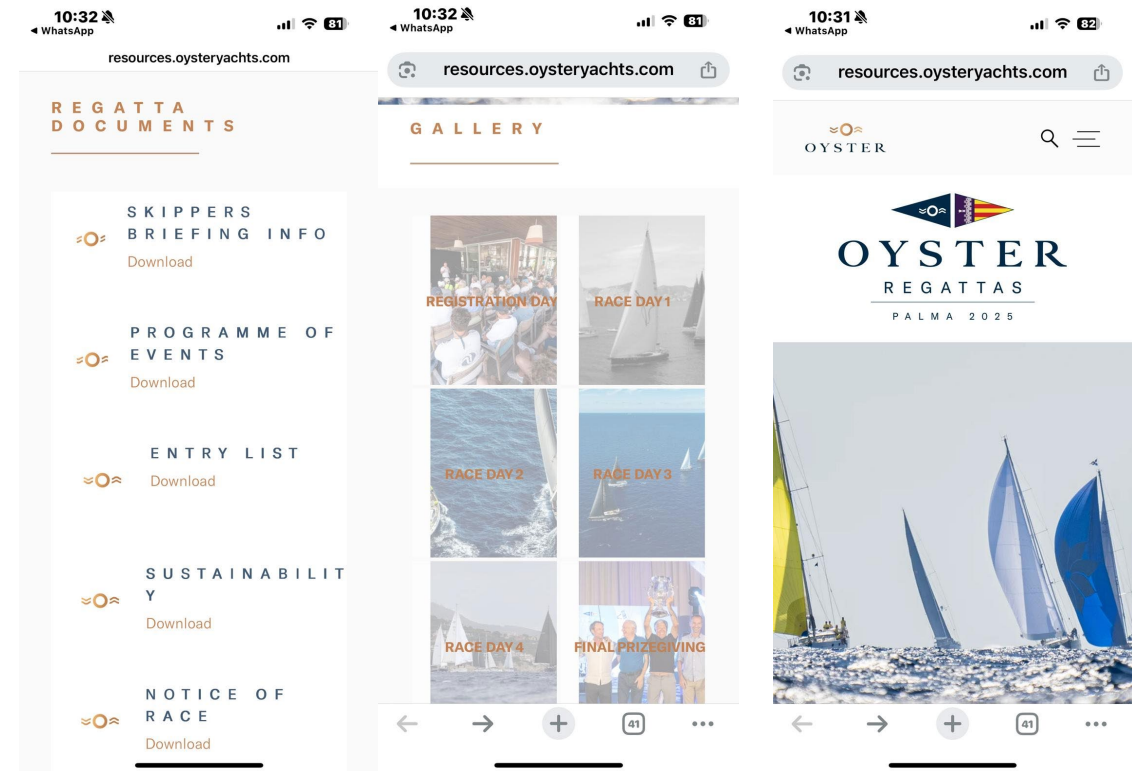 10:32
81
◄ WhatsApp
resources.oysteryachts.com
REGATTA
DOCUMENTS
SKIPPERS
BRIEFING INFO
Download
PROGRAMME OF
EVENTS
Download
ENTRY LIST
Download
SUSTAINABILIT
Y
Download
NOTICE OF
RACE
Download
10:32
81
◄ WhatsApp
resources.oysteryachts.com
GALLERY
REGISTRATION DAY
RACE DAY 1
RACE DAY 2
RACE DAY 3
RACE DAY 4
FINAL PRIZEGIVING
41
10:31
82
◄ WhatsApp
resources.oysteryachts.com
OYSTER
OYSTER
REGATTAS
PALMA 2025
41